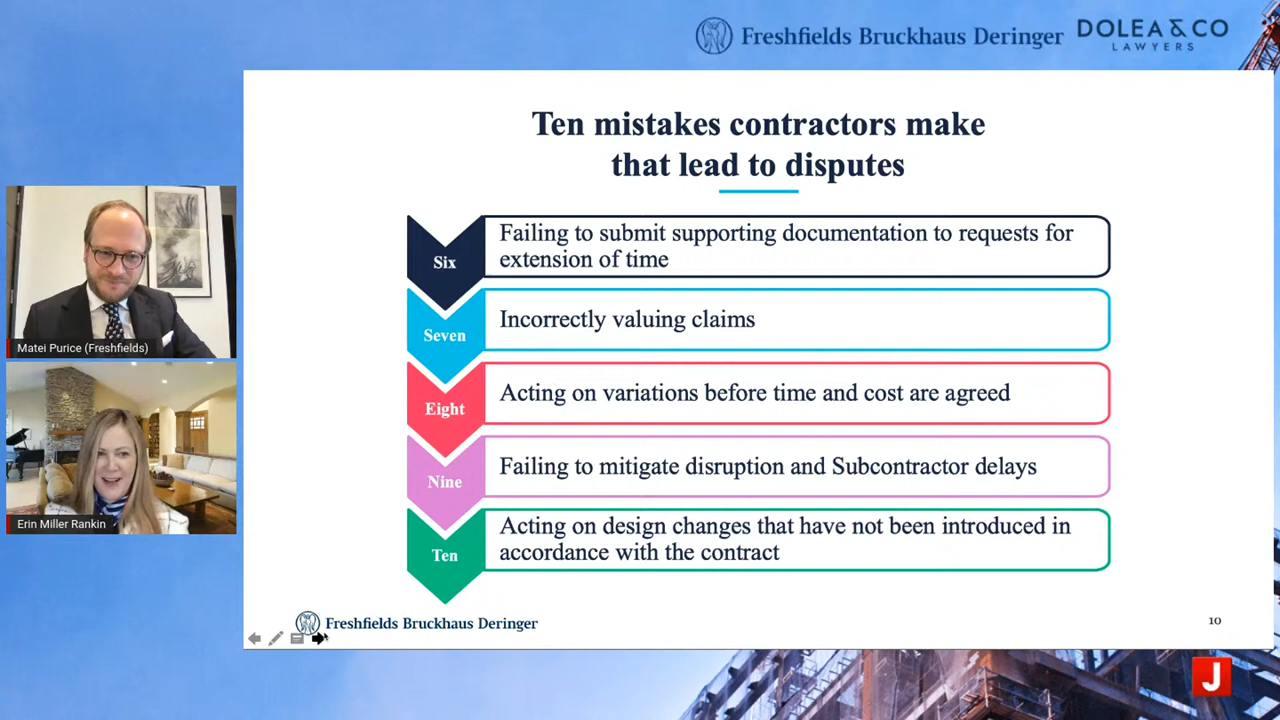 Freshfields Bruckhaus Deringer
DOLEA & CO
LAWYERS
Ten mistakes contractors make
that lead to disputes
Six
Failing to submit supporting documentation to requests for
extension of time
Seven
Incorrectly valuing claims
Eight
Acting on variations before time and cost are agreed
Nine
Failing to mitigate disruption and Subcontractor delays
Ten
Acting on design changes that have not been introduced in
accordance with the contract
Matei Purice (Freshfields)
Erin Miller Rankin
Freshfields Bruckhaus Deringer
10
J